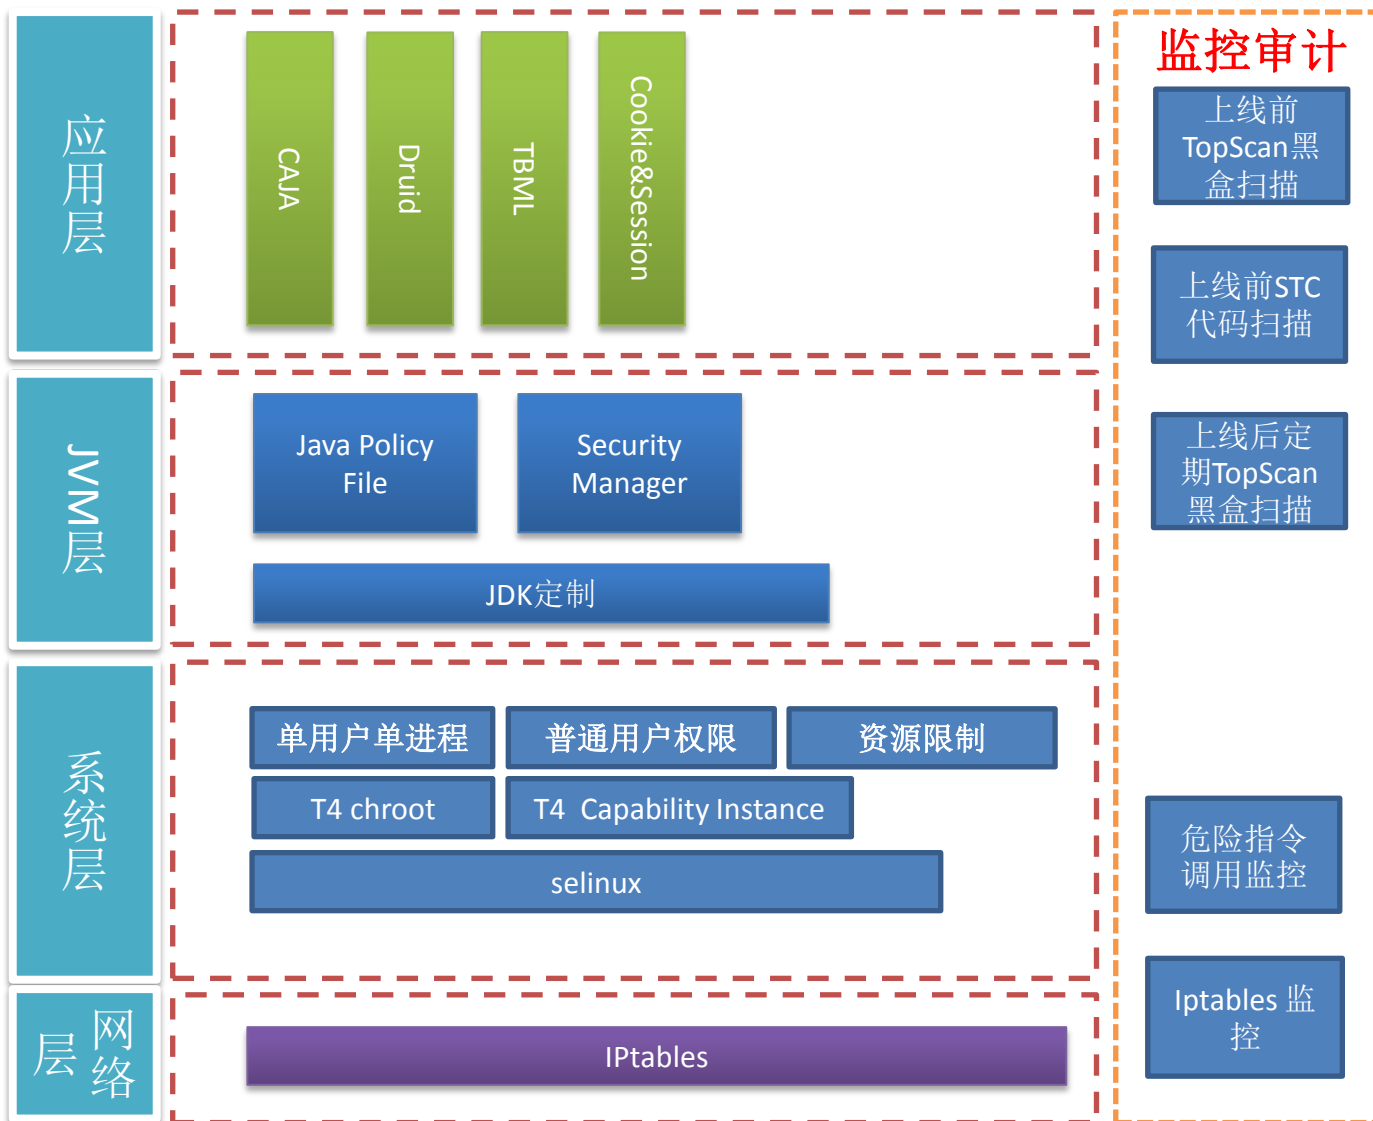 应用层
CAJA
Druid
TBML
Cookie&Session
JVM层
Java Policy
File
Security
Manager
JDK定制
系统层
单用户单进程
普通用户权限
资源限制
T4 chroot
T4 Capability Instance
selinux
网络
层
IPtables
监控审计
上线前
TopScan黑
盒扫描
上线前STC
代码扫描
上线后定
期TopScan
黑盒扫描
危险指令
调用监控
Iptables 监
控